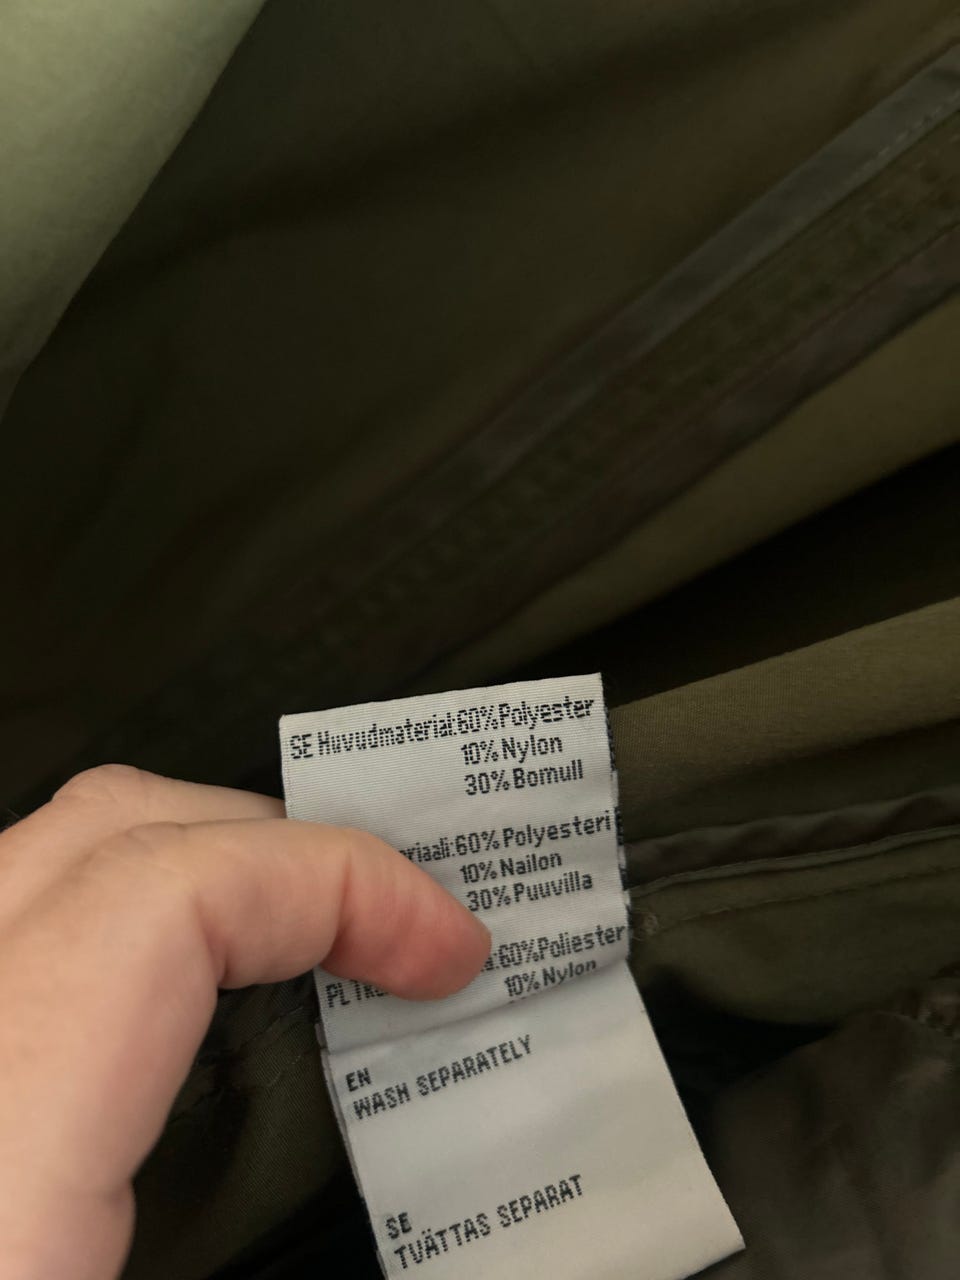 SE Huvudmaterial:60%Polyester
10%Nylon
30%Bomull
riaali:60%Polyesteri
10%Nailon
30%Puuvilla
PL a:60%Poliester
10%Nylon
EN
WASH SEPARATELY
SE
TVÄTTAS SEPARAT